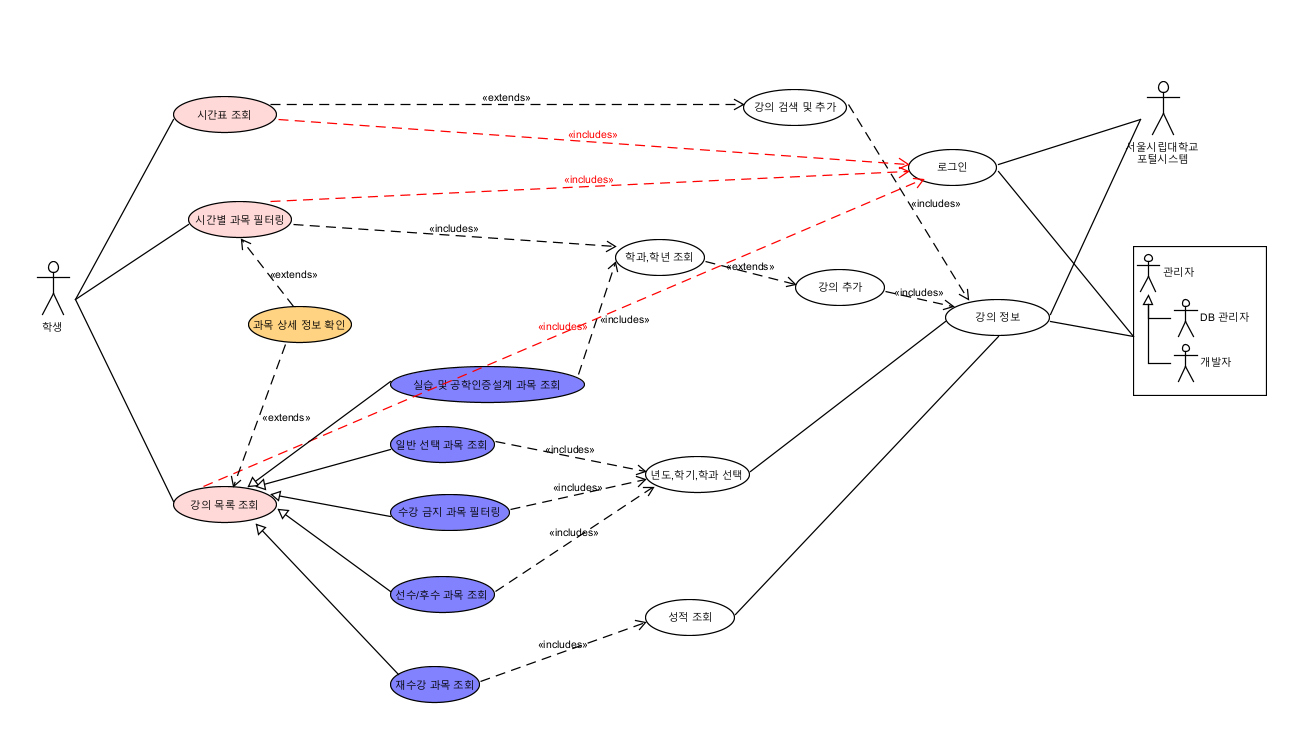 «extends»
시간표 조회
강의 검색 및 추가
«includes»
서울시립대학교
포털시스템
로그인
«includes»
«includes»
시간별 과목 필터링
«includes»
학과,학년 조회
«extends»
관리자
«extends»
강의 추가
«includes»
학생
과목 상세 정보 확인
«includes»
«includes»
강의 정보
DB 관리자
개발자
실습 및 공학인증설계 과목 조회
«extends»
일반 선택 과목 조회
«includes»
년도,학기,학과 선택
강의 목록 조회
수강 금지 과목 필터링
«includes»
«includes»
선수/후수 과목 조회
성적 조회
«includes»
재수강 과목 조회